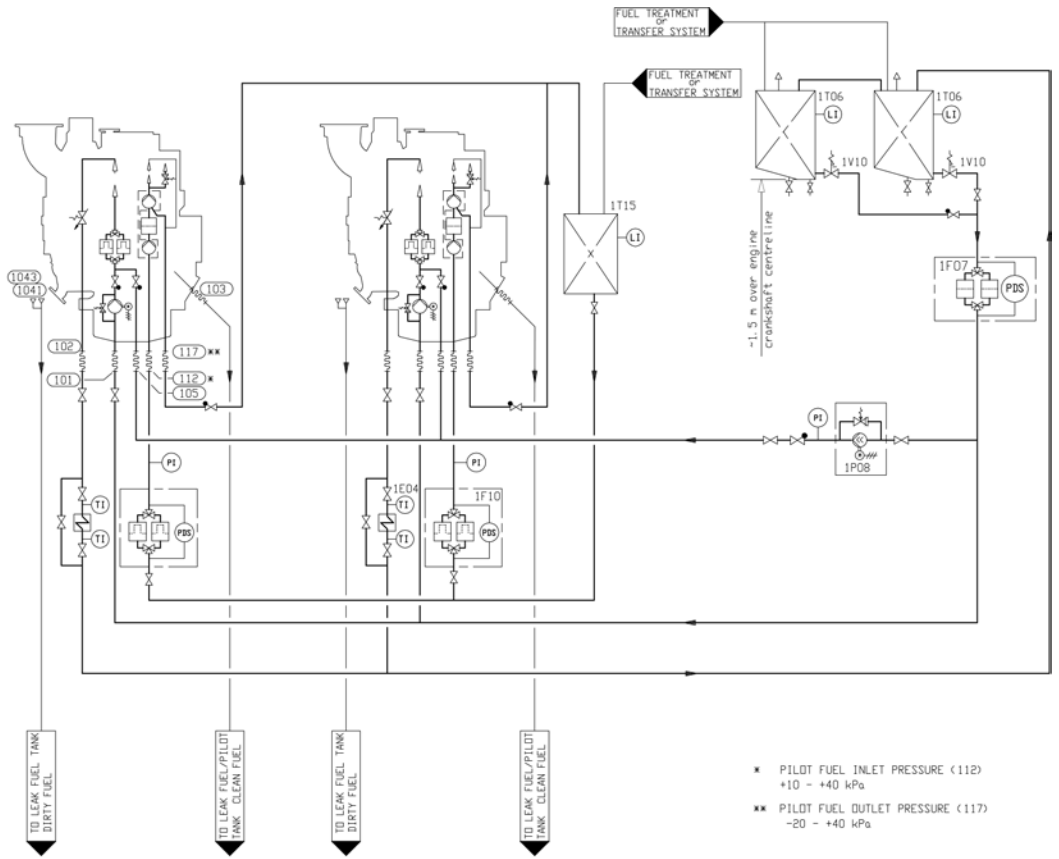 FUEL TREATMENT
or
TRANSFER SYSTEM
FUEL TREATMENT
or
TRANSFER SYSTEM
1T06
LI
1T06
LI
1V10
1V10
1T15
LI
X
~1.5 m over engine
crankshaft centreline
1F07
PDS
1043
1041
103
102
117 **
101
112 *
105
PI
1P08
PI
PI
1E04
1F10
TI
TI
PDS
TI
TI
PDS
TO LEAK FUEL TANK
DIRTY FUEL
TO LEAK FUEL/PILOT
TANK CLEAN FUEL
TO LEAK FUEL TANK
DIRTY FUEL
TO LEAK FUEL/PILOT
TANK CLEAN FUEL
* PILOT FUEL INLET PRESSURE (112)
+10 - +40 kPa
** PILOT FUEL OUTLET PRESSURE (117)
-20 - +40 kPa